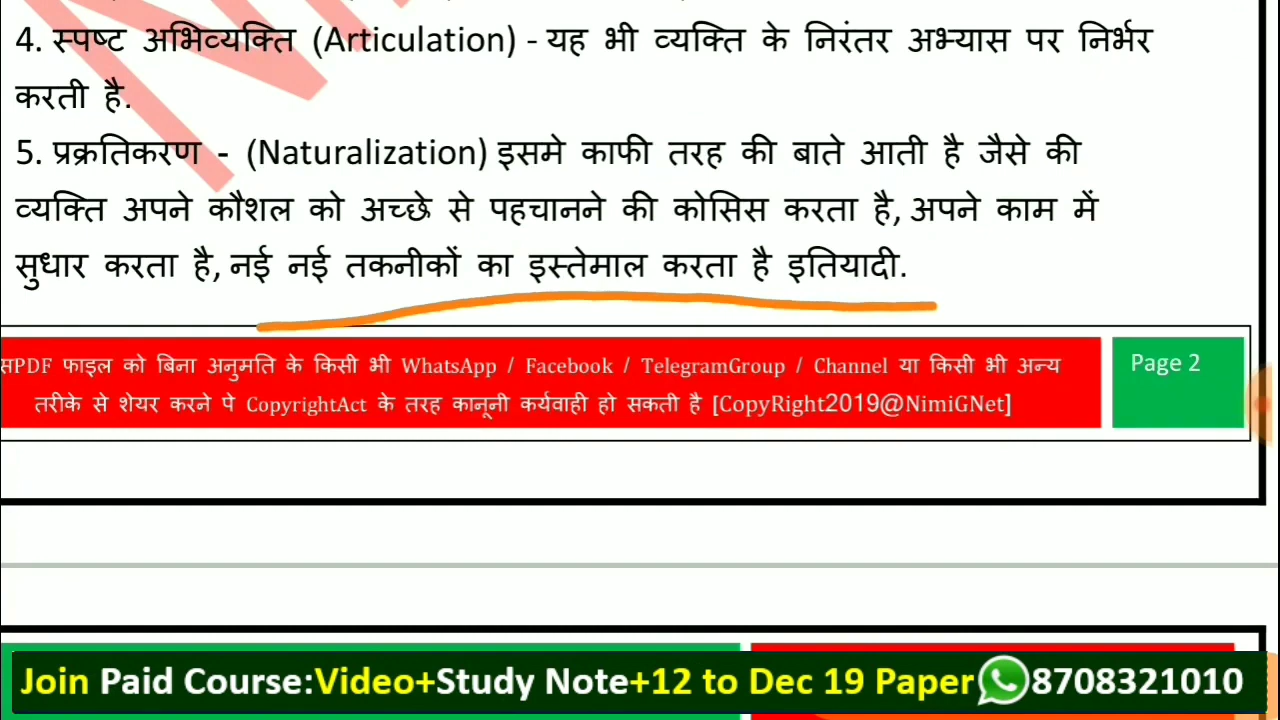 4. स्पष्ट अभिव्यक्ति (Articulation) - यह भी व्यक्ति के निरंतर अभ्यास पर निर्भर
करती है.
5. प्रक्रतिकरण - (Naturalization) इसमे काफी तरह की बाते आती है जैसे की
व्यक्ति अपने कौशल को अच्छे से पहचानने की कोसिस करता है, अपने काम में
सुधार करता है, नई नई तकनीकों का इस्तेमाल करता है इतियादी.
सPDF फाइल को बिना अनुमति के किसी भी WhatsApp / Facebook / TelegramGroup / Channel या किसी भी अन्य
तरीके से शेयर करने पे CopyrightAct के तरह कानूनी कर्यवाही हो सकती है [CopyRight2019@NimiGNet]
Page 2
Join Paid Course:Video+Study Note+12 to Dec 19 Paper 8708321010